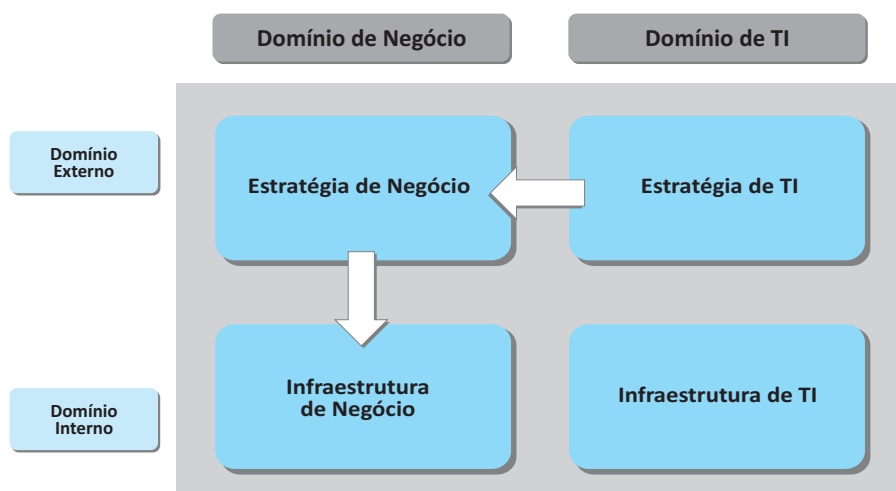 Domínio de Negócio
Domínio de TI
Domínio
Externo
Estratégia de Negócio
Estratégia de TI
Domínio
Interno
Infraestrutura
de Negócio
Infraestrutura de TI